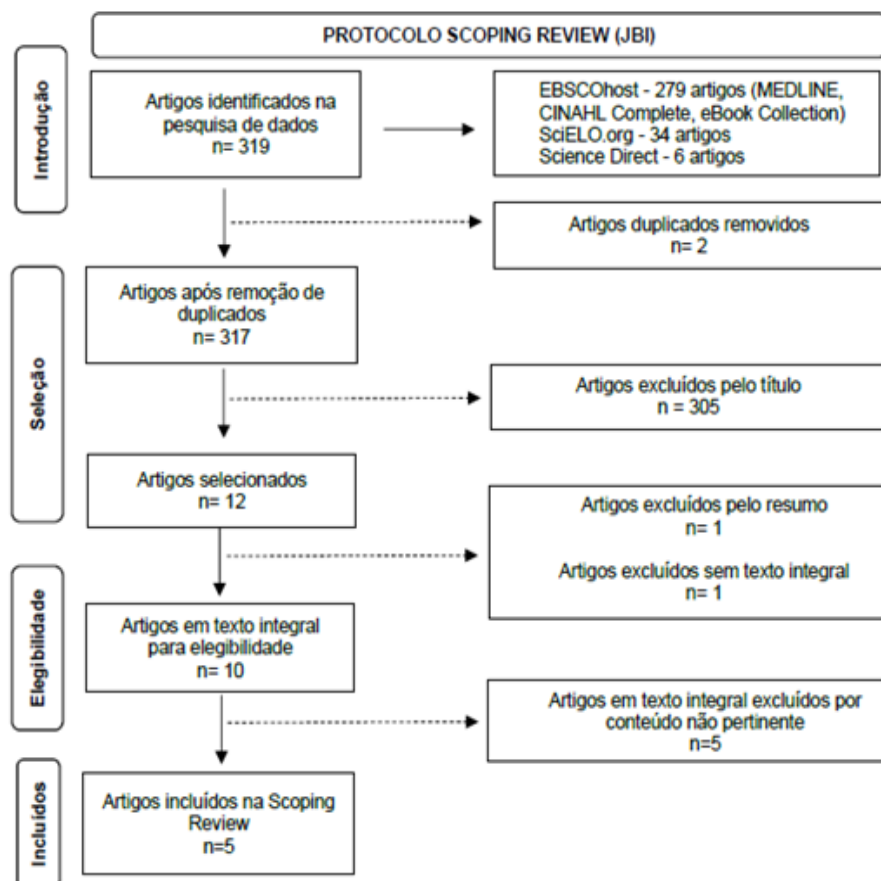 PROTOCOLO SCOPING REVIEW (JBI)
Introdução
Artigos identificados na
pesquisa de dados
n= 319
EBSCOhost - 279 artigos (MEDLINE,
CINAHL Complete, eBook Collection)
SciELO.org - 34 artigos
Science Direct - 6 artigos
Artigos duplicados removidos
n= 2
Seleção
Artigos após remoção de
duplicados
n= 317
Artigos excluídos pelo título
n = 305
Artigos selecionados
n= 12
Artigos excluídos pelo resumo
n= 1
Artigos excluídos sem texto integral
n= 1
Elegibilidade
Artigos em texto integral
para elegibilidade
n= 10
Artigos em texto integral excluídos por
conteúdo não pertinente
n=5
Incluídos
Artigos incluídos na Scoping
Review
n=5